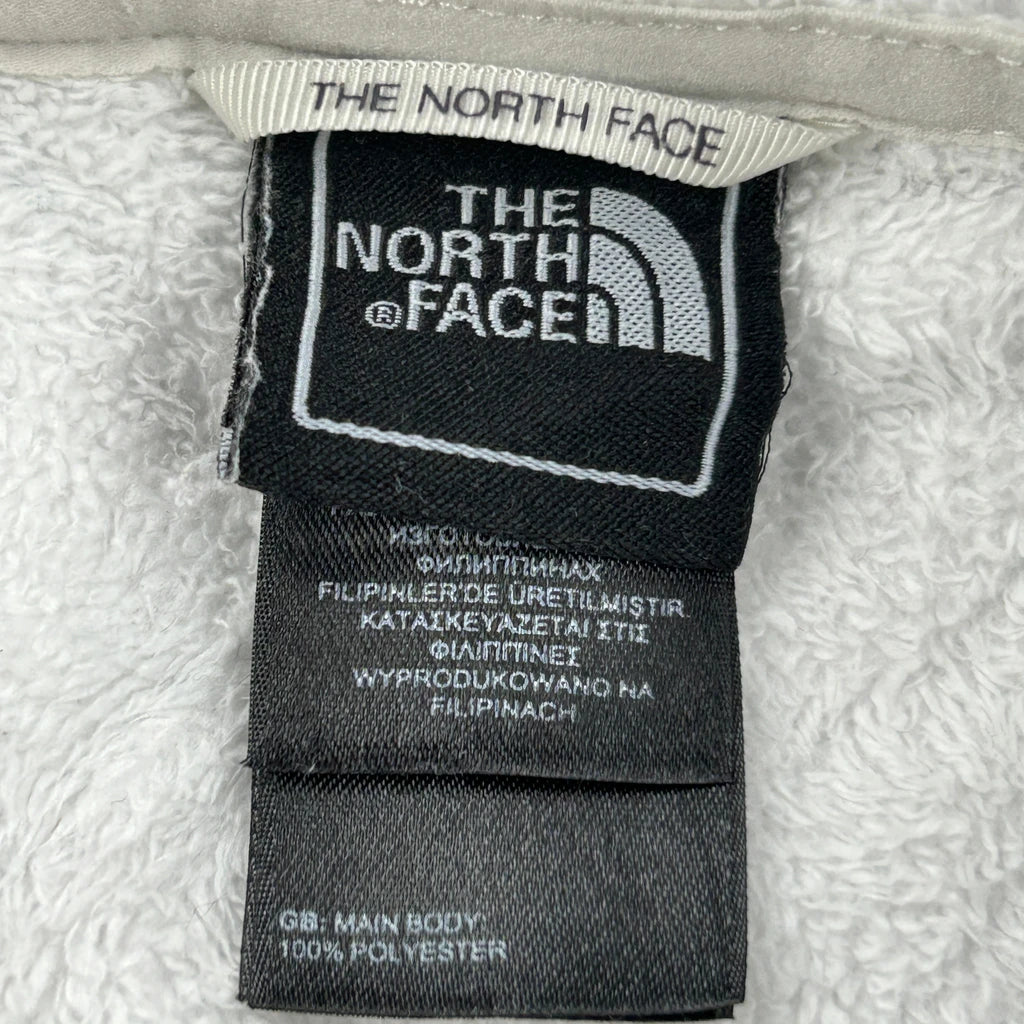 THE NORTH FACE
THE
NORTH
®FACE
ФИЛИППИНАХ
FILIPINLER'DE ÜRETILMISTIR
ΚΑΤΑΣΚΕΥΑΖΕΤΑΙ ΣΤΙΣ
ΦΙΛΙΠΠΙΝΕΣ
WYPRODUKOWANO NA
FILIPINACH
GB: MAIN BODY
100% POLYESTER